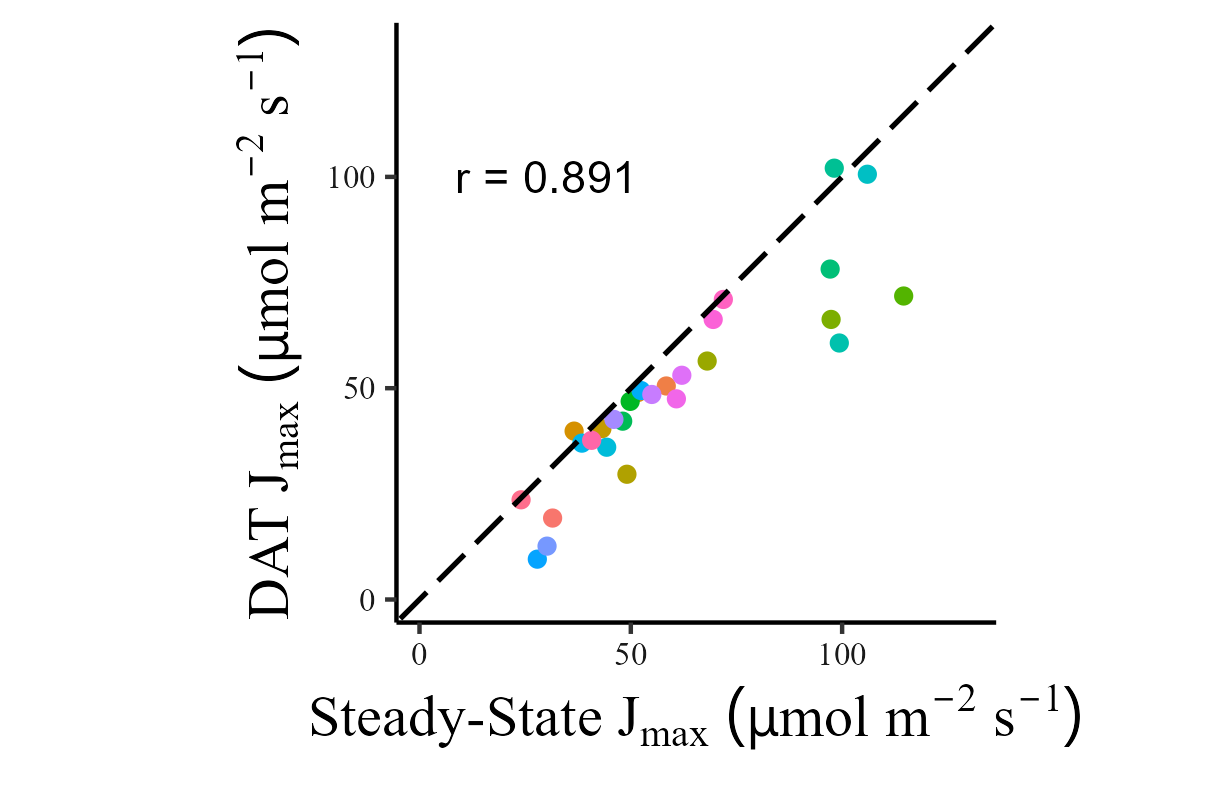 DAT Jmax (μmol m−2 s−1)
r = 0.891
100
50
0
0 50 100
Steady-State Jmax (μmol m−2 s−1)